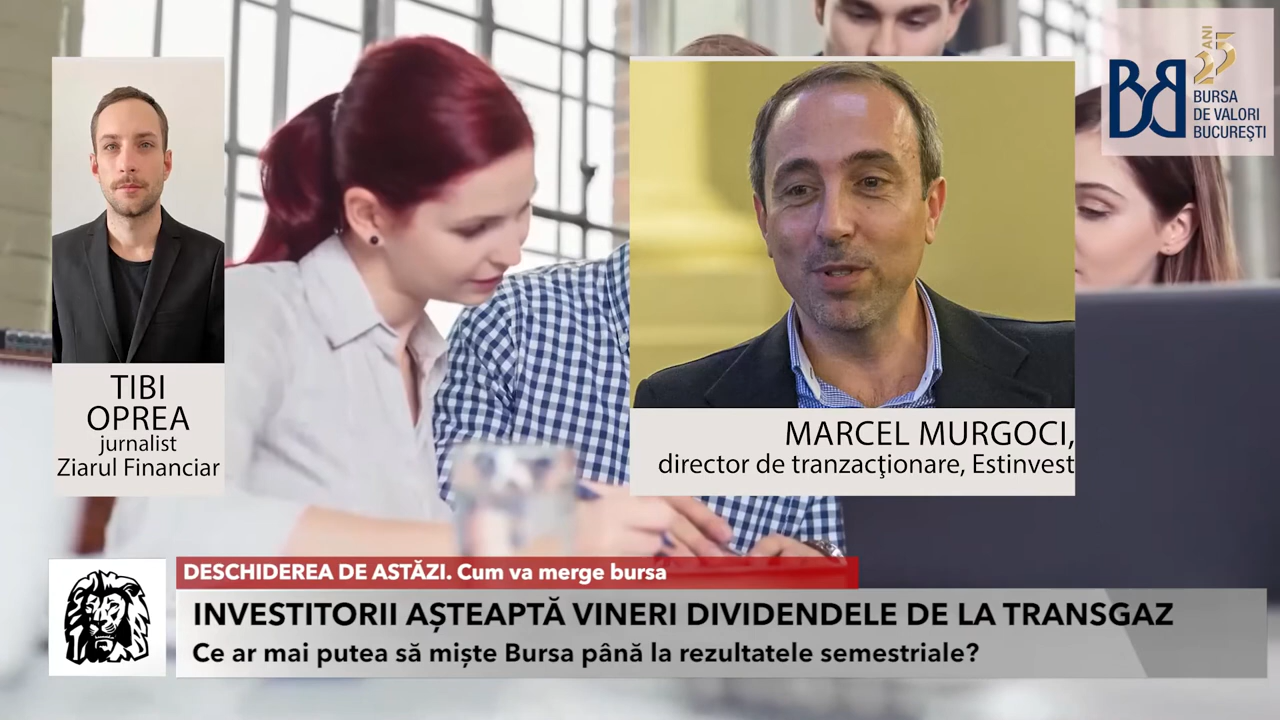 25 ANI
BURSA
DE VALORI
BUCUREŞTI
TIBI
OPREA
jurnalist
Ziarul Financiar
MARCEL MURGOCI,
director de tranzacţionare, Estinvest
DESCHIDEREA DE ASTĂZI. Cum va merge bursa
INVESTITORII AȘTEAPTĂ VINERI DIVIDENDELE DE LA TRANSGAZ
Ce ar mai putea să miște Bursa până la rezultatele semestriale?